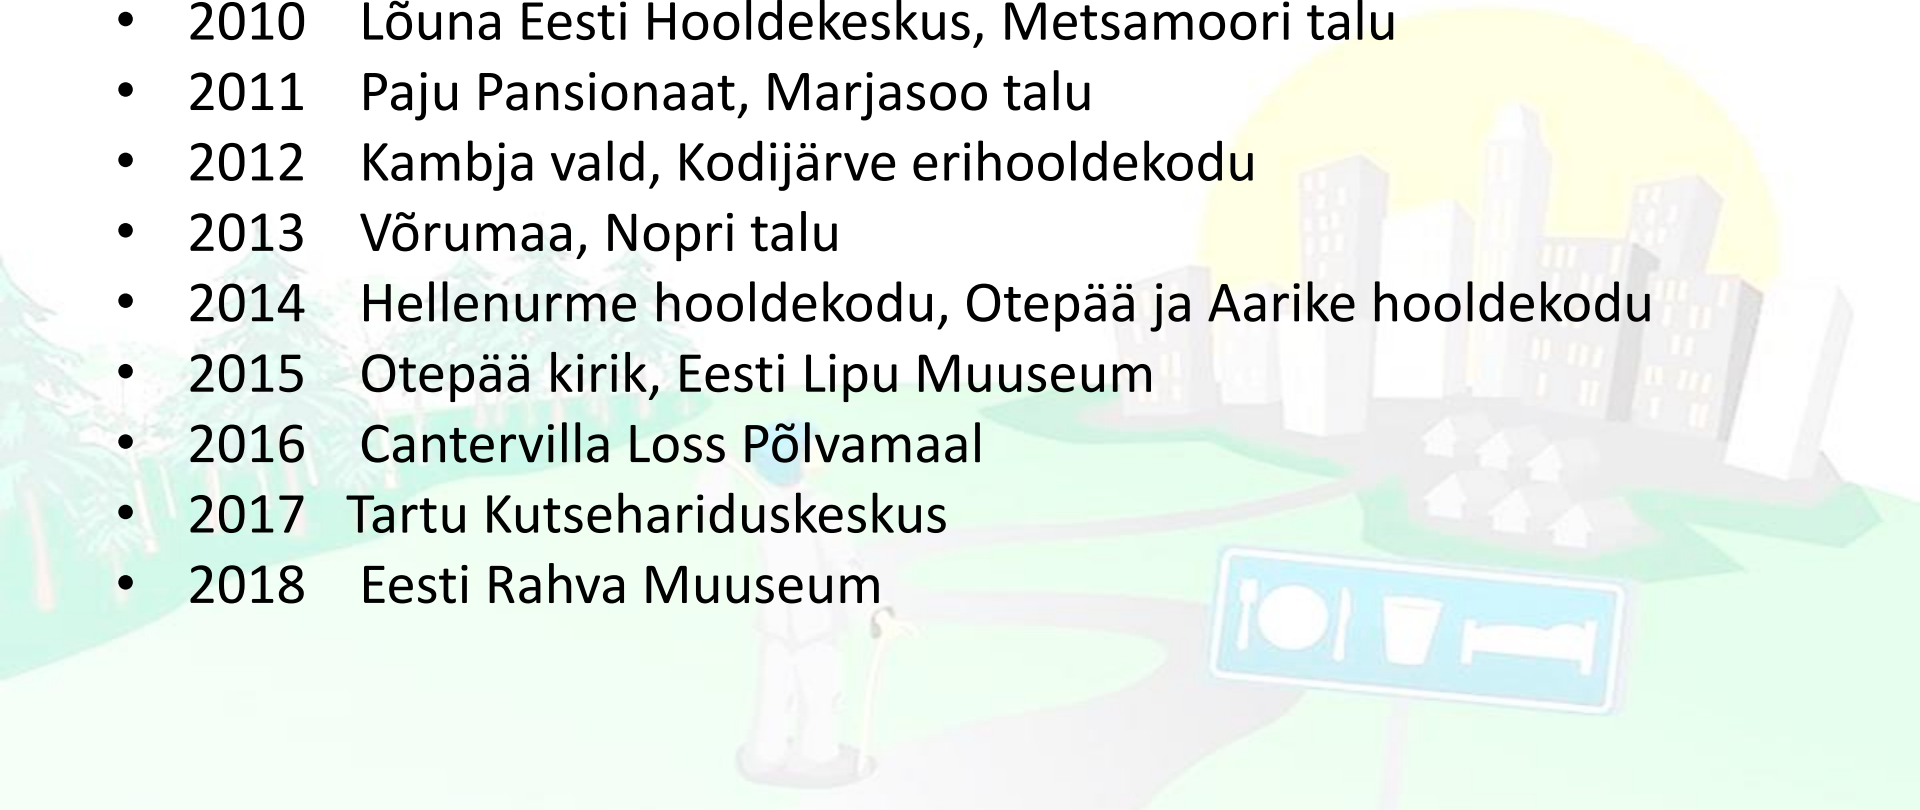 • 2010 Lõuna Eesti Hooldekeskus, Metsamoori talu
• 2011 Paju Pansionaat, Marjasoo talu
• 2012 Kambja vald, Kodijärve erihooldekodu
• 2013 Võrumaa, Nopri talu
• 2014 Hellenurme hooldekodu, Otepää ja Aarike hooldekodu
• 2015 Otepää kirik, Eesti Lipu Muuseum
• 2016 Cantervilla Loss Põlvamaal
• 2017 Tartu Kutsehariduskeskus
• 2018 Eesti Rahva Muuseum